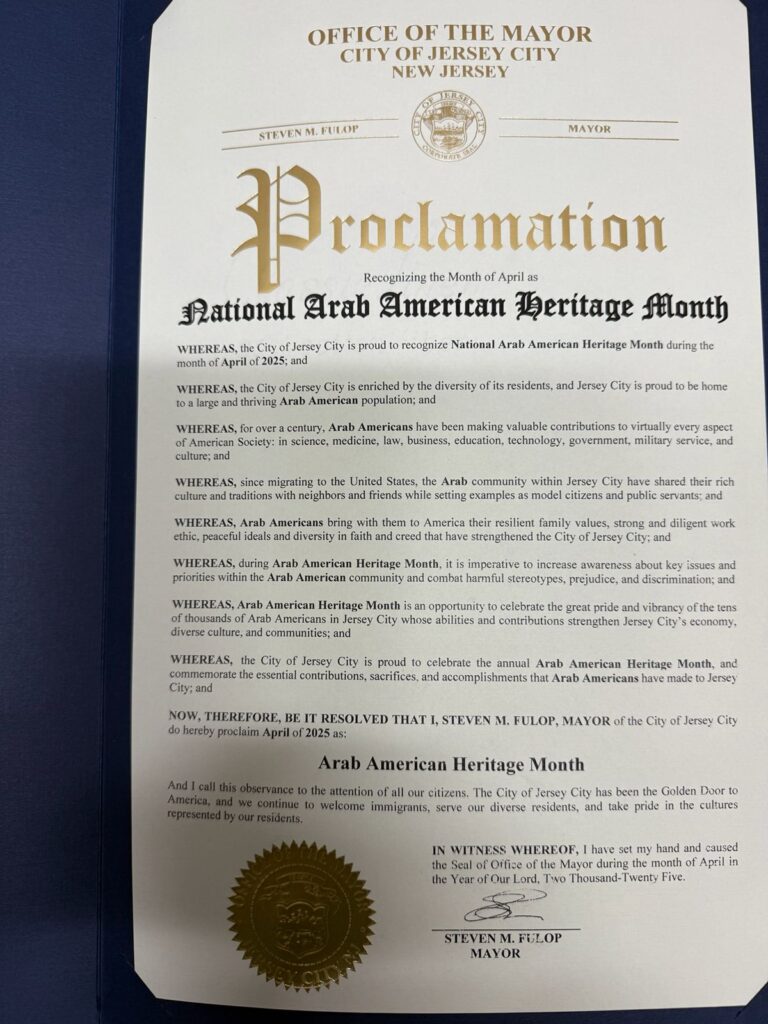 OFFICE OF THE MAYOR
CITY OF JERSEY CITY
NEW JERSEY
STEVEN M. FULOP
CITY OF JERSEY CITY
CORPORATE SEAL
MAYOR
Proclamation
Recognizing the Month of April as
National Arab American Heritage Month
WHEREAS, the City of Jersey City is proud to recognize National Arab American Heritage Month during the
month of April of 2025; and
WHEREAS, the City of Jersey City is enriched by the diversity of its residents, and Jersey City is proud to be home
to a large and thriving Arab American population; and
WHEREAS, for over a century, Arab Americans have been making valuable contributions to virtually every aspect
of American Society: in science, medicine, law, business, education, technology, government, military service, and
culture; and
WHEREAS, since migrating to the United States, the Arab community within Jersey City have shared their rich
culture and traditions with neighbors and friends while setting examples as model citizens and public servants; and
WHEREAS, Arab Americans bring with them to America their resilient family values, strong and diligent work
ethic, peaceful ideals and diversity in faith and creed that have strengthened the City of Jersey City; and
WHEREAS, during Arab American Heritage Month, it is imperative to increase awareness about key issues and
priorities within the Arab American community and combat harmful stereotypes, prejudice, and discrimination; and
WHEREAS, Arab American Heritage Month is an opportunity to celebrate the great pride and vibrancy of the tens
of thousands of Arab Americans in Jersey City whose abilities and contributions strengthen Jersey City's economy,
diverse culture, and communities; and
WHEREAS, the City of Jersey City is proud to celebrate the annual Arab American Heritage Month, and
commemorate the essential contributions, sacrifices, and accomplishments that Arab Americans have made to Jersey
City; and
NOW, THEREFORE, BE IT RESOLVED THAT I, STEVEN M. FULOP, MAYOR of the City of Jersey City
do hereby proclaim April of 2025 as:
Arab American Heritage Month
And I call this observance to the attention of all our citizens. The City of Jersey City has been the Golden Door to
America, and we continue to welcome immigrants, serve our diverse residents, and take pride in the cultures
represented by our residents.
IN WITNESS WHEREOF, I have set my hand and caused
the Seal of Office of the Mayor during the month of April in
the Year of Our Lord, Two Thousand-Twenty Five.
STEVEN M. FULOP
MAYOR